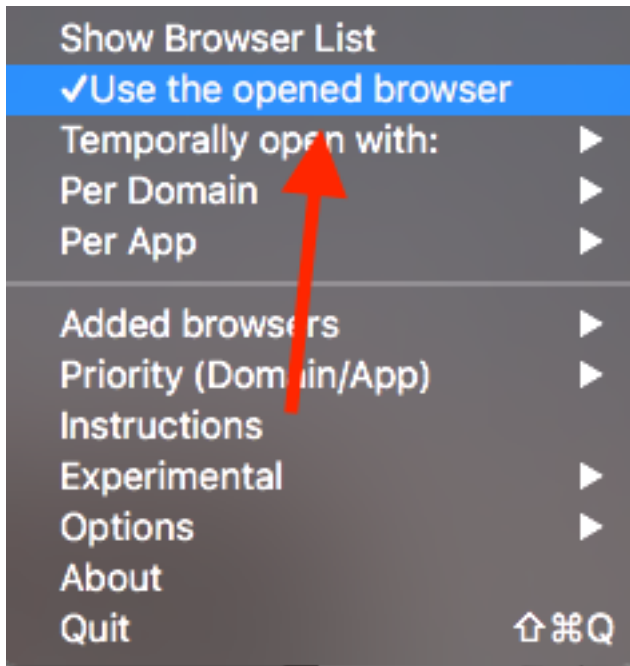 Show Browser List
✓Use the opened browser
Temporally open with: ▶
Per Domain ▶
Per App ▶
Added browsers ▶
Priority (Domain/App) ▶
Instructions
Experimental ▶
Options ▶
About
Quit ⇧⌘Q